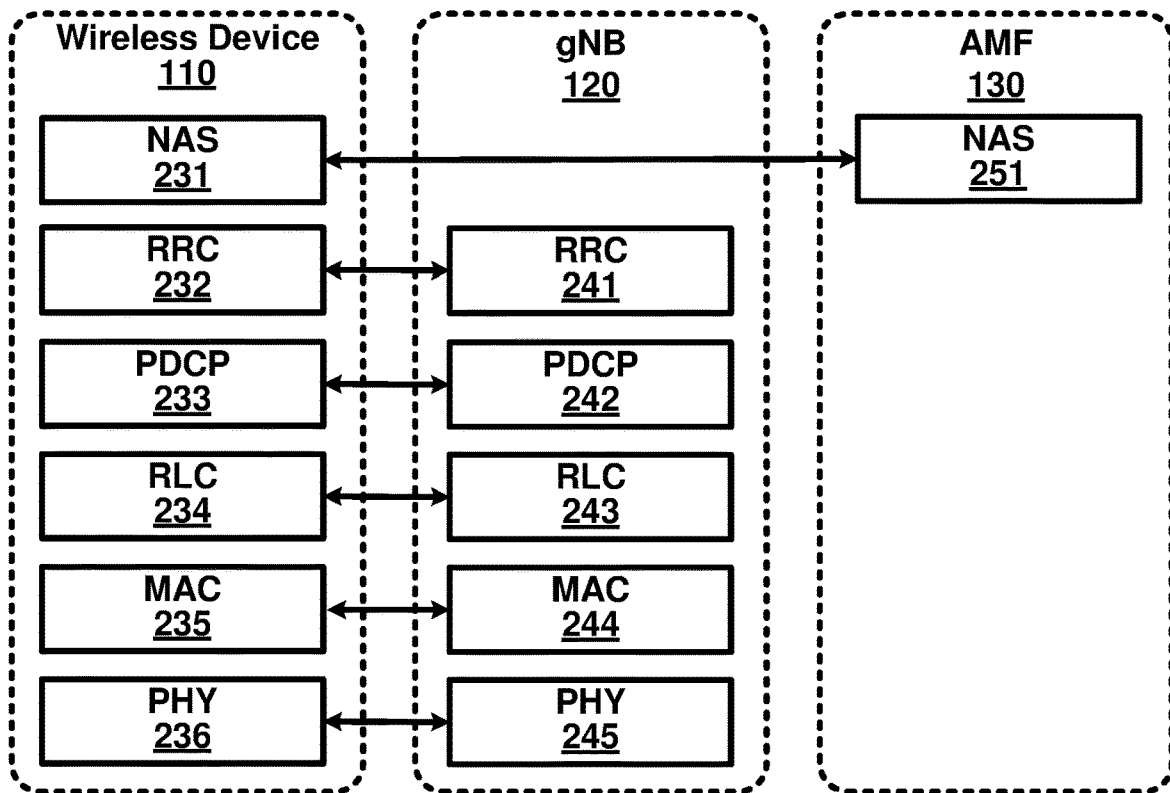 Wireless Device
110
gNB
120
AMF
130
NAS
231
NAS
251
RRC
232
RRC
241
PDCP
233
PDCP
242
RLC
234
RLC
243
MAC
235
MAC
244
PHY
236
PHY
245